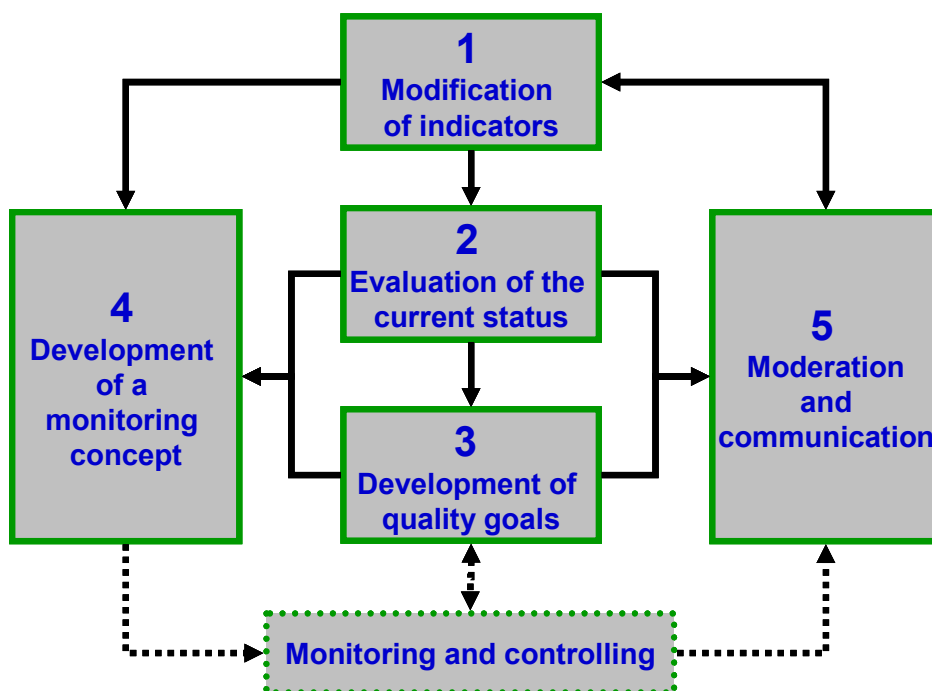 1
Modification
of indicators
2
Evaluation of the
current status
3
Development of
quality goals
4
Development
of a
monitoring
concept
5
Moderation
and
communication
Monitoring and controlling